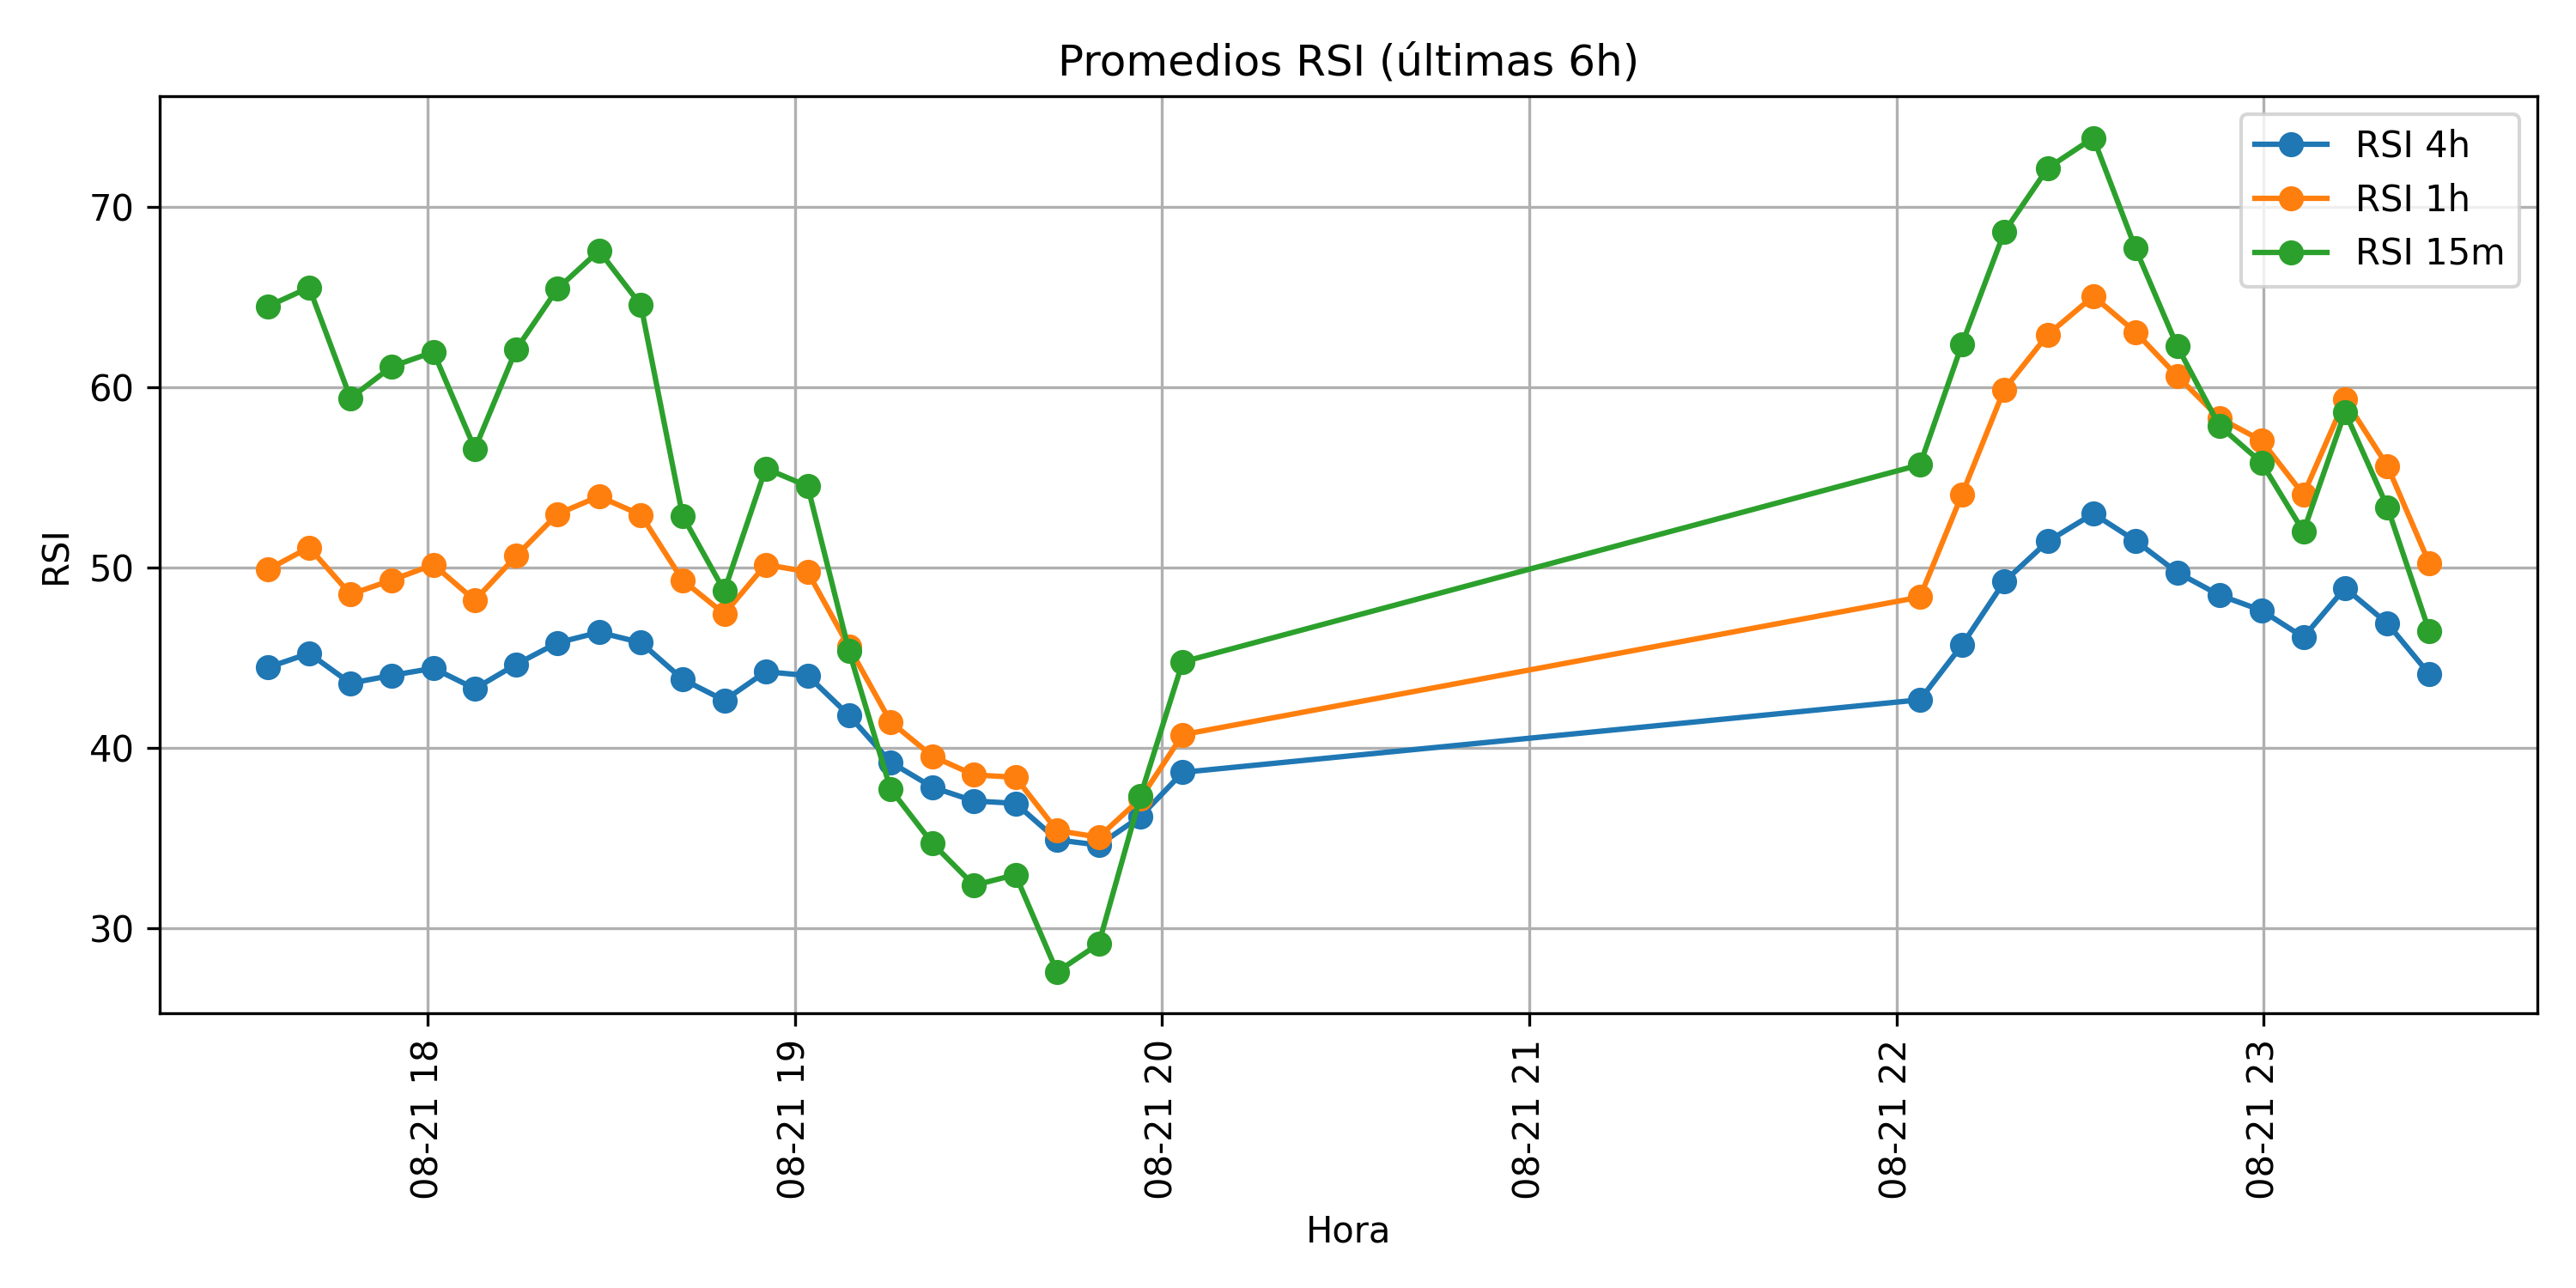 Promedios RSI (últimas 6h)
RSI 4h
RSI 1h
RSI 15m
RSI
70
60
50
40
30
08-21 18
08-21 19
08-21 20
08-21 21
08-21 22
08-21 23
Hora